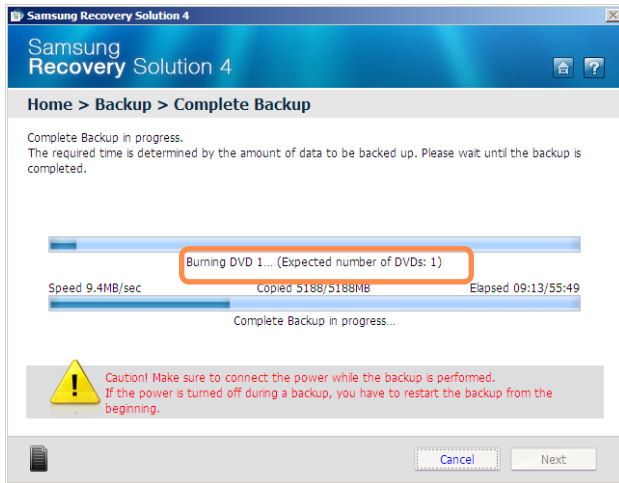 Samsung Recovery Solution 4
Samsung
Recovery Solution 4
?
Home > Backup > Complete Backup
Complete Backup in progress.
The required time is determined by the amount of data to be backed up. Please wait until the backup is
completed.
Burning DVD 1... (Expected number of DVDs: 1)
Speed 9.4MB/sec Copied 5188/5188MB Elapsed 09:13/55:49
Complete Backup in progress...
! Caution! Make sure to connect the power while the backup is performed.
If the power is turned off during a backup, you have to restart the backup from the
beginning.
Cancel Next